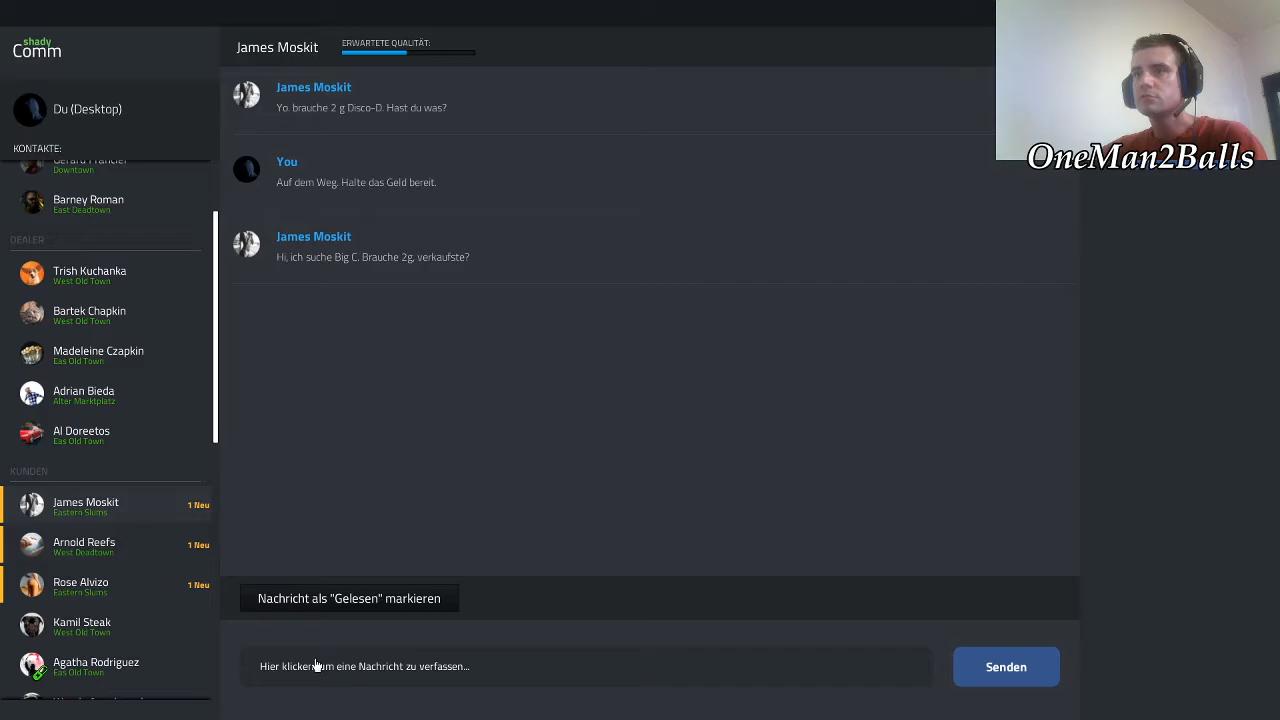 shady
Comm
Du (Desktop)
KONTAKTE:
Gerard Francler
Downtown
Barney Roman
East Deadtown
DEALER
Trish Kuchanka
West Old Town
Bartek Chapkin
West Old Town
Madeleine Czapkin
Eas Old Town
Adrian Bieda
Alter Marktplatz
Al Doreetos
Eas Old Town
KUNDEN
James Moskit
Eastern Slums
1 Neu
Arnold Reefs
West Deadtown
1 Neu
Rose Alvizo
Eastern Slums
1 Neu
Kamil Steak
West Old Town
Agatha Rodriguez
Eas Old Town
James Moskit
ERWARTETE QUALITÄT:
James Moskit
Yo. brauche 2 g Disco-D. Hast du was?
You
Auf dem Weg. Halte das Geld bereit.
James Moskit
Hi, ich suche Big C. Brauche 2g, verkaufste?
Nachricht als "Gelesen" markieren
Hier klicken um eine Nachricht zu verfassen...
Senden
OneMan2Balls